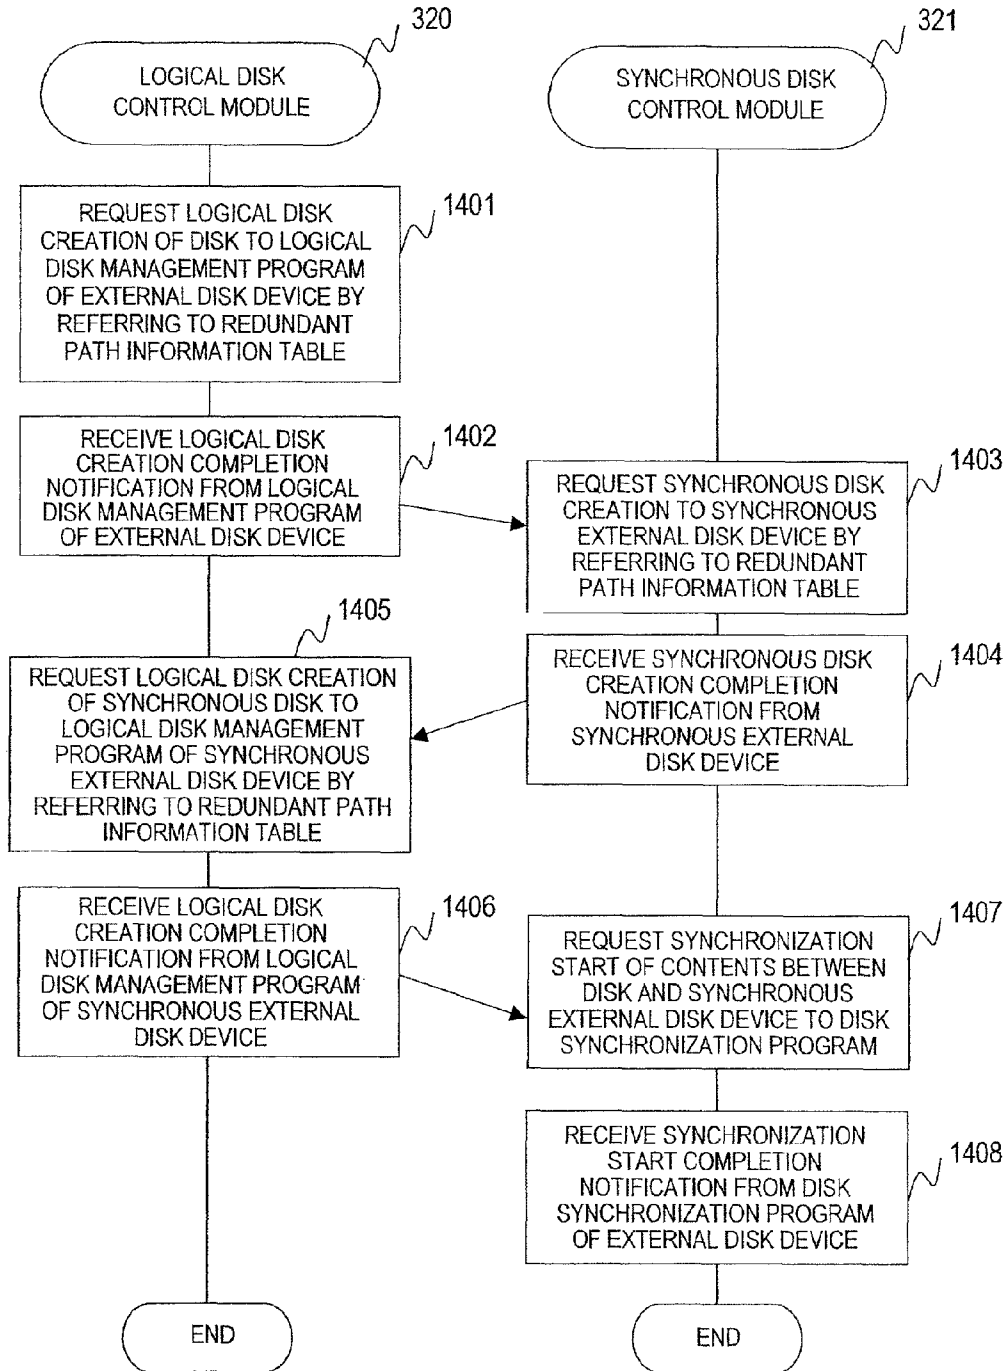 320
LOGICAL DISK
CONTROL MODULE
321
SYNCHRONOUS DISK
CONTROL MODULE
1401
REQUEST LOGICAL DISK
CREATION OF DISK TO LOGICAL
DISK MANAGEMENT PROGRAM
OF EXTERNAL DISK DEVICE BY
REFERRING TO REDUNDANT
PATH INFORMATION TABLE
1402
RECEIVE LOGICAL DISK
CREATION COMPLETION
NOTIFICATION FROM LOGICAL
DISK MANAGEMENT PROGRAM
OF EXTERNAL DISK DEVICE
1403
REQUEST SYNCHRONOUS DISK
CREATION TO SYNCHRONOUS
EXTERNAL DISK DEVICE BY
REFERRING TO REDUNDANT
PATH INFORMATION TABLE
1404
RECEIVE SYNCHRONOUS DISK
CREATION COMPLETION
NOTIFICATION FROM
SYNCHRONOUS EXTERNAL
DISK DEVICE
1405
REQUEST LOGICAL DISK CREATION
OF SYNCHRONOUS DISK TO
LOGICAL DISK MANAGEMENT
PROGRAM OF SYNCHRONOUS
EXTERNAL DISK DEVICE BY
REFERRING TO REDUNDANT PATH
INFORMATION TABLE
1406
RECEIVE LOGICAL DISK
CREATION COMPLETION
NOTIFICATION FROM LOGICAL
DISK MANAGEMENT PROGRAM
OF SYNCHRONOUS EXTERNAL
DISK DEVICE
1407
REQUEST SYNCHRONIZATION
START OF CONTENTS BETWEEN
DISK AND SYNCHRONOUS
EXTERNAL DISK DEVICE TO DISK
SYNCHRONIZATION PROGRAM
1408
RECEIVE SYNCHRONIZATION
START COMPLETION
NOTIFICATION FROM DISK
SYNCHRONIZATION PROGRAM
OF EXTERNAL DISK DEVICE
END
END